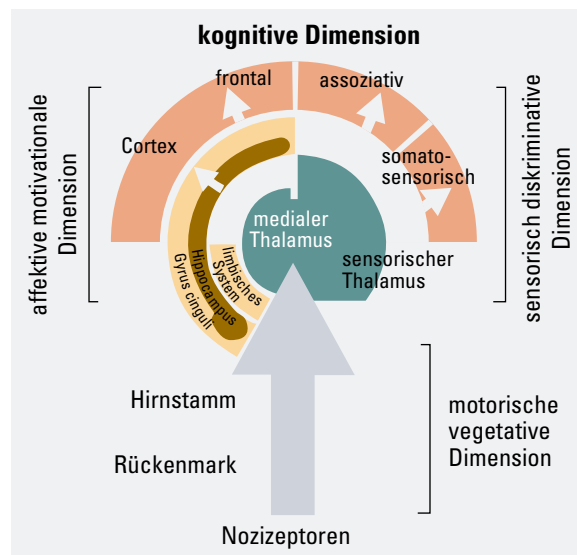 kognitive Dimension
frontal
assoziativ
Cortex
somato-
sensorisch
affektive motivationale
Dimension
sensorisch diskriminative
Dimension
medialer
Thalamus
sensorischer
Thalamus
limbisches
System
Hippocampus
Gyrus cinguli
Hirnstamm
Rückenmark
motorische
vegetative
Dimension
Nozizeptoren